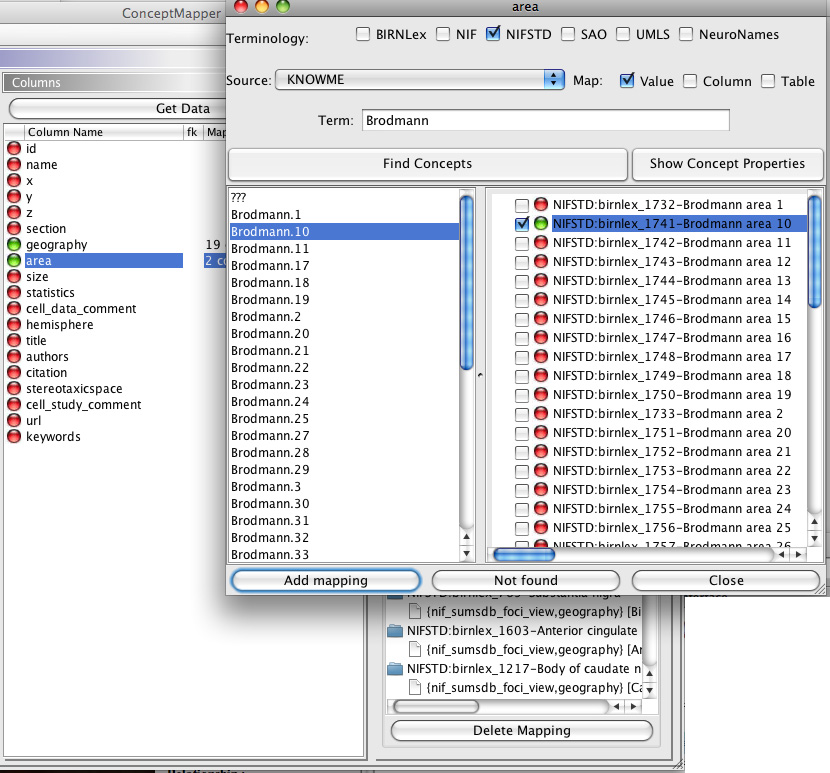 ConceptMapper
Columns
Get Data
Column Name fk Map
id
name
x
y
z
section
geography 19
area 2 co
size
statistics
cell_data_comment
hemisphere
title
authors
citation
stereotaxicspace
cell_study_comment
url
keywords
area
Terminology: BIRNLex NIF NIFSTD SAO UMLS NeuroNames
Source: KNOWME Map: Value Column Table
Term: Brodmann
Find Concepts
Show Concept Properties
???
Brodmann.1
Brodmann.10
Brodmann.11
Brodmann.17
Brodmann.18
Brodmann.19
Brodmann.2
Brodmann.20
Brodmann.21
Brodmann.22
Brodmann.23
Brodmann.24
Brodmann.25
Brodmann.27
Brodmann.28
Brodmann.29
Brodmann.3
Brodmann.30
Brodmann.31
Brodmann.32
Brodmann.33
NIFSTD:birnlex_1732-Brodmann area 1
NIFSTD:birnlex_1741-Brodmann area 10
NIFSTD:birnlex_1742-Brodmann area 11
NIFSTD:birnlex_1743-Brodmann area 12
NIFSTD:birnlex_1744-Brodmann area 13
NIFSTD:birnlex_1745-Brodmann area 14
NIFSTD:birnlex_1746-Brodmann area 15
NIFSTD:birnlex_1747-Brodmann area 16
NIFSTD:birnlex_1748-Brodmann area 17
NIFSTD:birnlex_1749-Brodmann area 18
NIFSTD:birnlex_1750-Brodmann area 19
NIFSTD:birnlex_1733-Brodmann area 2
NIFSTD:birnlex_1751-Brodmann area 20
NIFSTD:birnlex_1752-Brodmann area 21
NIFSTD:birnlex_1753-Brodmann area 22
NIFSTD:birnlex_1754-Brodmann area 23
NIFSTD:birnlex_1755-Brodmann area 24
NIFSTD:birnlex_1756-Brodmann area 25
NIFSTD:birnlex_1757-Brodmann area 26
Add mapping
Not found
Close
{nif_sumsdb_foci_view,geography} [Bi
NIFSTD:birnlex_1603-Anterior cingulate
{nif_sumsdb_foci_view,geography} [Ar
NIFSTD:birnlex_1217-Body of caudate n
{nif_sumsdb_foci_view,geography} [Ca
Delete Mapping